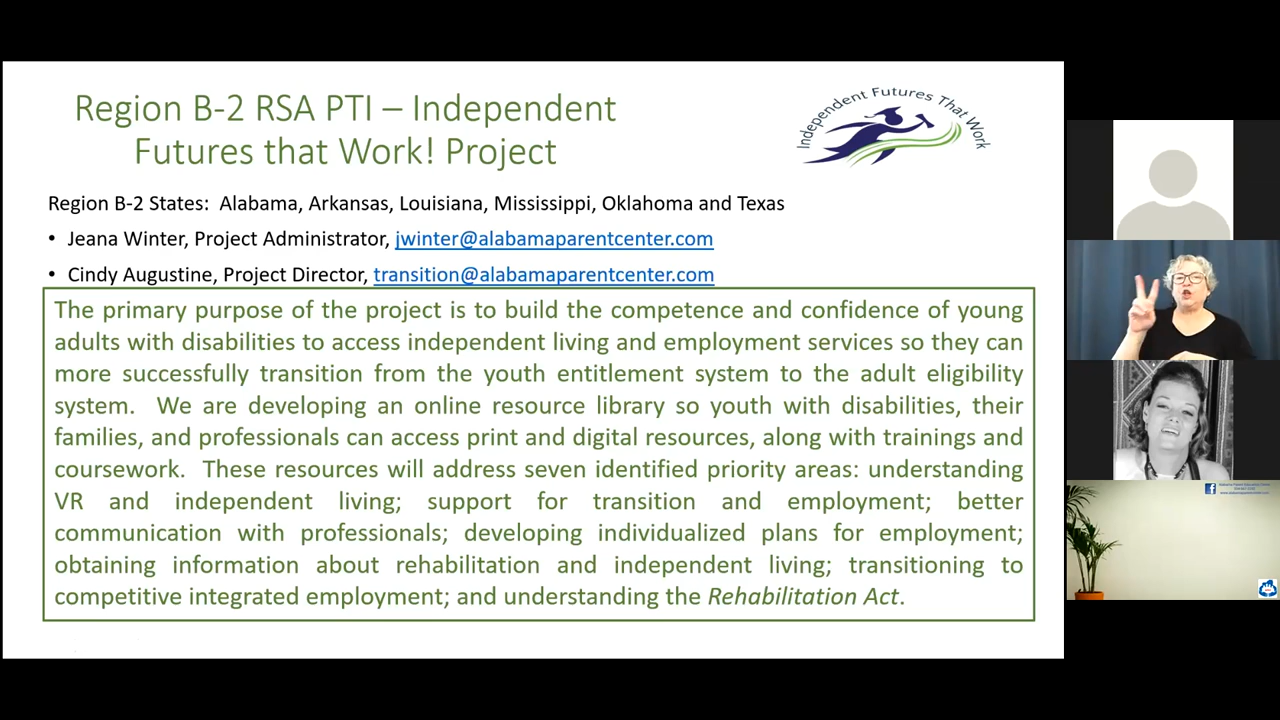 Region B-2 RSA PTI – Independent
Futures that Work! Project
Independent Futures That Work
Region B-2 States:  Alabama, Arkansas, Louisiana, Mississippi, Oklahoma and Texas
• Jeana Winter, Project Administrator, jwinter@alabamaparentcenter.com
• Cindy Augustine, Project Director, transition@alabamaparentcenter.com
The primary purpose of the project is to build the competence and confidence of young
adults with disabilities to access independent living and employment services so they can
more successfully transition from the youth entitlement system to the adult eligibility
system.  We are developing an online resource library so youth with disabilities, their
families, and professionals can access print and digital resources, along with trainings and
coursework.  These resources will address seven identified priority areas: understanding
VR and independent living; support for transition and employment; better
communication with professionals; developing individualized plans for employment;
obtaining information about rehabilitation and independent living; transitioning to
competitive integrated employment; and understanding the Rehabilitation Act.